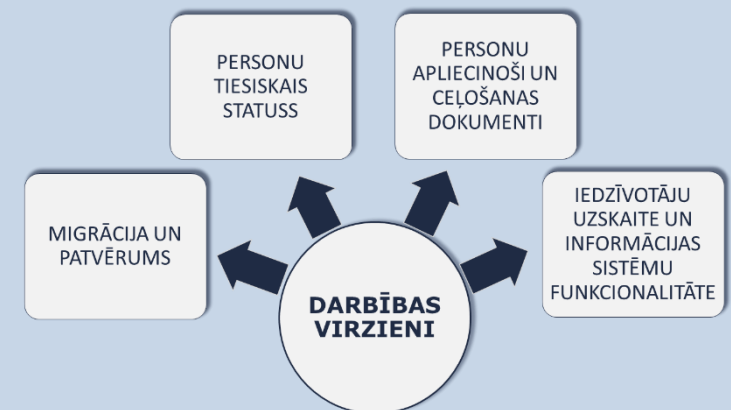 PERSONU
TIESISKAIS
STATUSS
PERSONU
APLIECINOŠI UN
CEĻOŠANAS
DOKUMENTI
MIGRĀCIJA UN
PATVĒRUMS
IEDZĪVOTĀJU
UZSKAITE UN
INFORMĀCIJAS
SISTĒMU
FUNKCIONALITĀTE
DARBĪBAS
VIRZIENI